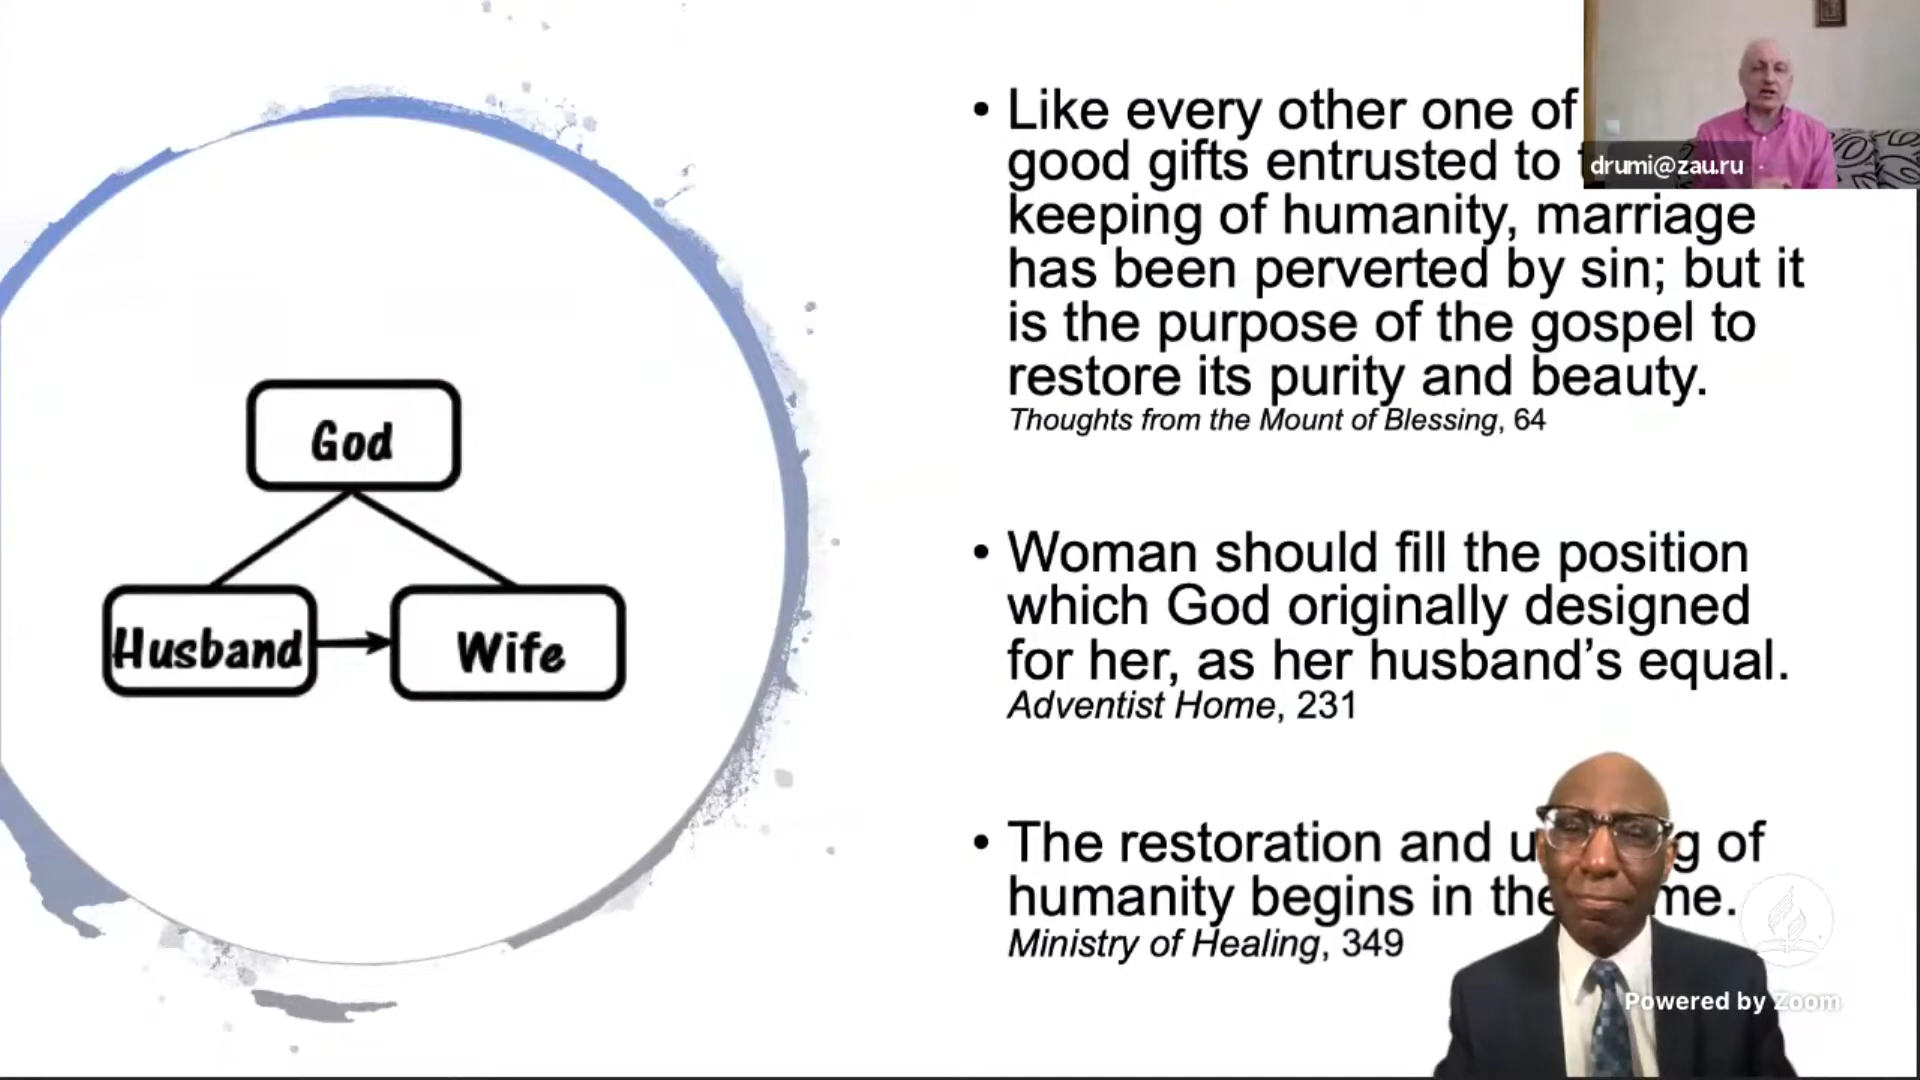 God
Husband
Wife
• Like every other one of
good gifts entrusted to
keeping of humanity, marriage
has been perverted by sin; but it
is the purpose of the gospel to
restore its purity and beauty.
Thoughts from the Mount of Blessing, 64
• Woman should fill the position
which God originally designed
for her, as her husband’s equal.
Adventist Home, 231
• The restoration and of
humanity begins in
Ministry of Healing, 349
drumi@zau.ru
Powered by Zoom